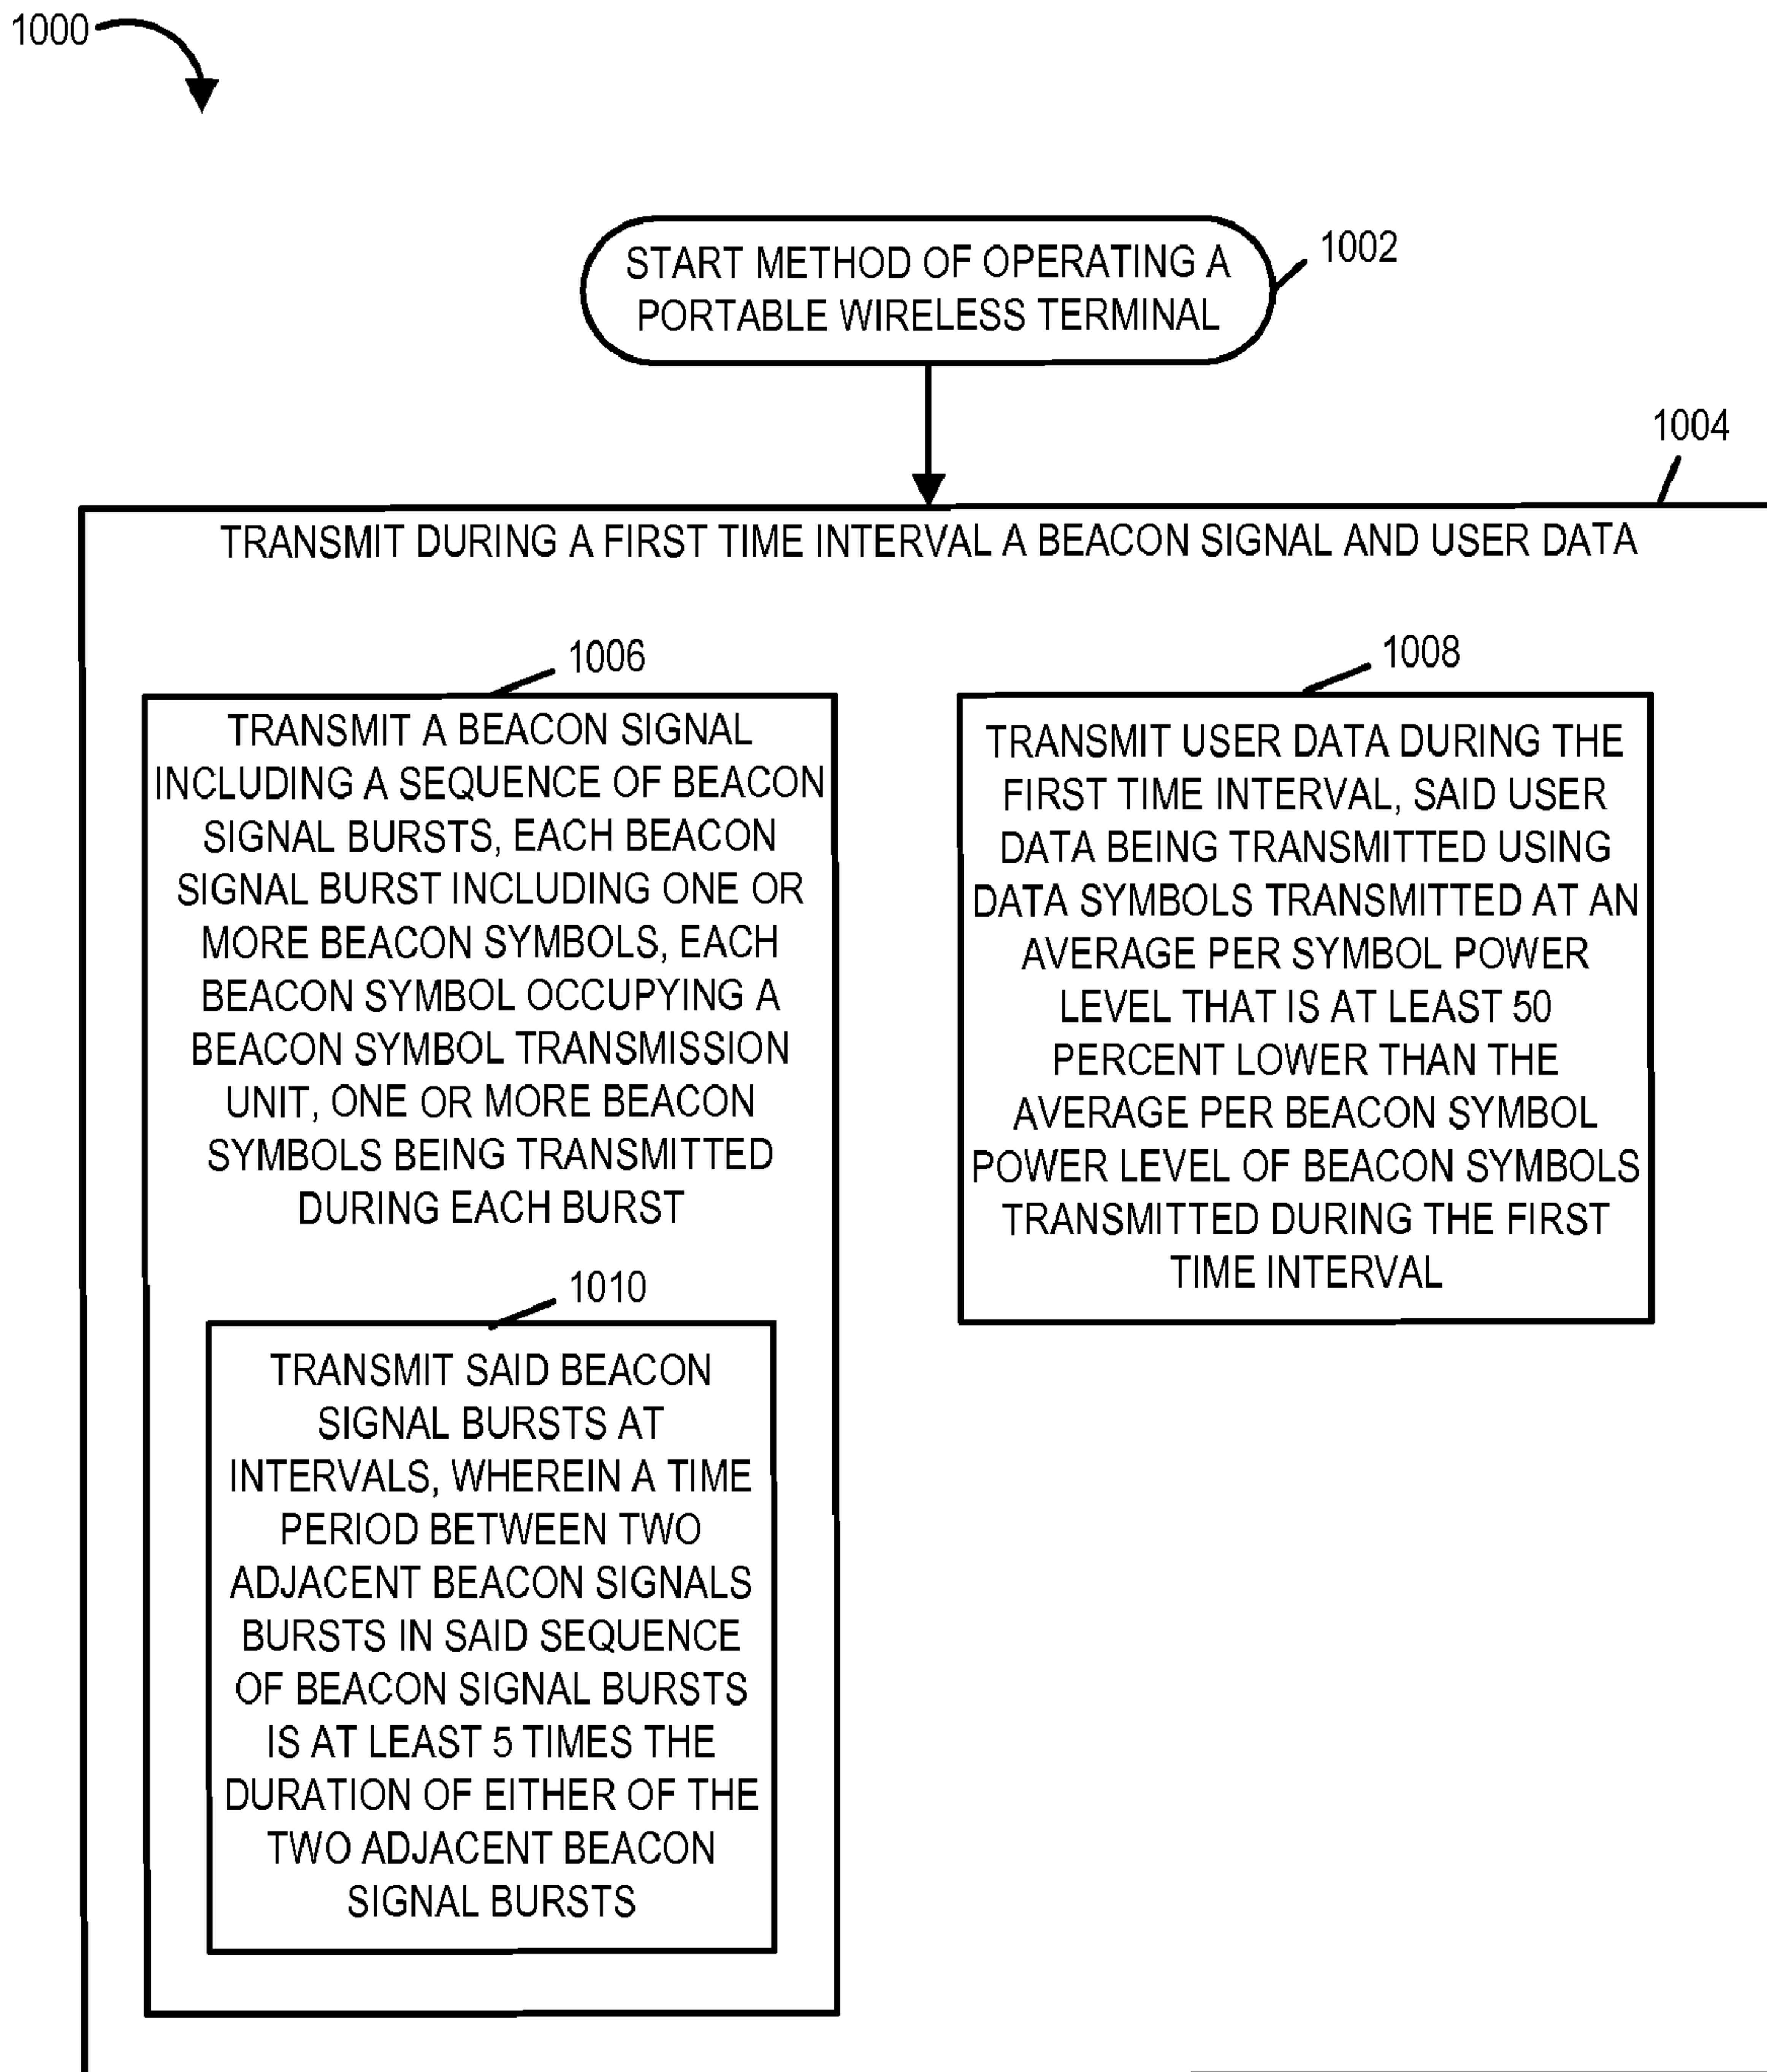 1000
START METHOD OF OPERATING A
PORTABLE WIRELESS TERMINAL
1002
1004
TRANSMIT DURING A FIRST TIME INTERVAL A BEACON SIGNAL AND USER DATA
1006
TRANSMIT A BEACON SIGNAL
INCLUDING A SEQUENCE OF BEACON
SIGNAL BURSTS, EACH BEACON
SIGNAL BURST INCLUDING ONE OR
MORE BEACON SYMBOLS, EACH
BEACON SYMBOL OCCUPYING A
BEACON SYMBOL TRANSMISSION
UNIT, ONE OR MORE BEACON
SYMBOLS BEING TRANSMITTED
DURING EACH BURST
1010
TRANSMIT SAID BEACON
SIGNAL BURSTS AT
INTERVALS, WHEREIN A TIME
PERIOD BETWEEN TWO
ADJACENT BEACON SIGNALS
BURSTS IN SAID SEQUENCE
OF BEACON SIGNAL BURSTS
IS AT LEAST 5 TIMES THE
DURATION OF EITHER OF THE
TWO ADJACENT BEACON
SIGNAL BURSTS
1008
TRANSMIT USER DATA DURING THE
FIRST TIME INTERVAL, SAID USER
DATA BEING TRANSMITTED USING
DATA SYMBOLS TRANSMITTED AT AN
AVERAGE PER SYMBOL POWER
LEVEL THAT IS AT LEAST 50
PERCENT LOWER THAN THE
AVERAGE PER BEACON SYMBOL
POWER LEVEL OF BEACON SYMBOLS
TRANSMITTED DURING THE FIRST
TIME INTERVAL